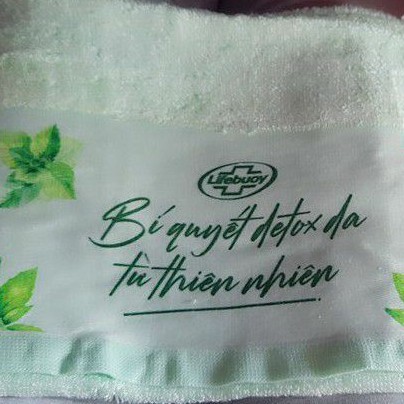 Lifebuoy
Bí quyết detox da
từ thiên nhiên